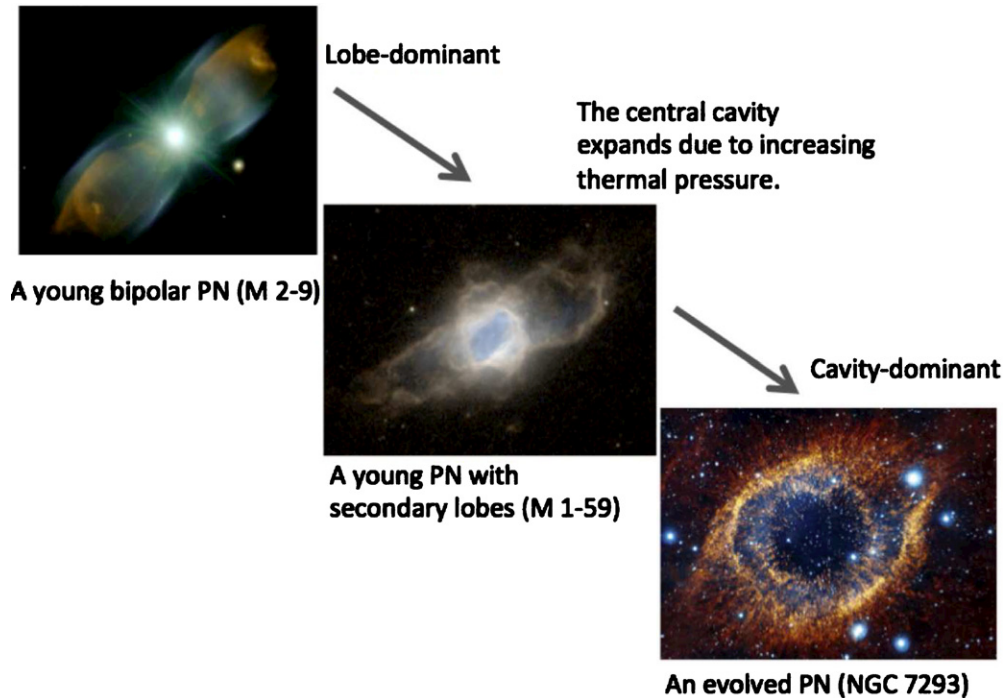 Lobe-dominant
The central cavity
expands due to increasing
thermal pressure.
A young bipolar PN (M 2-9)
Cavity-dominant
A young PN with
secondary lobes (M 1-59)
An evolved PN (NGC 7293)